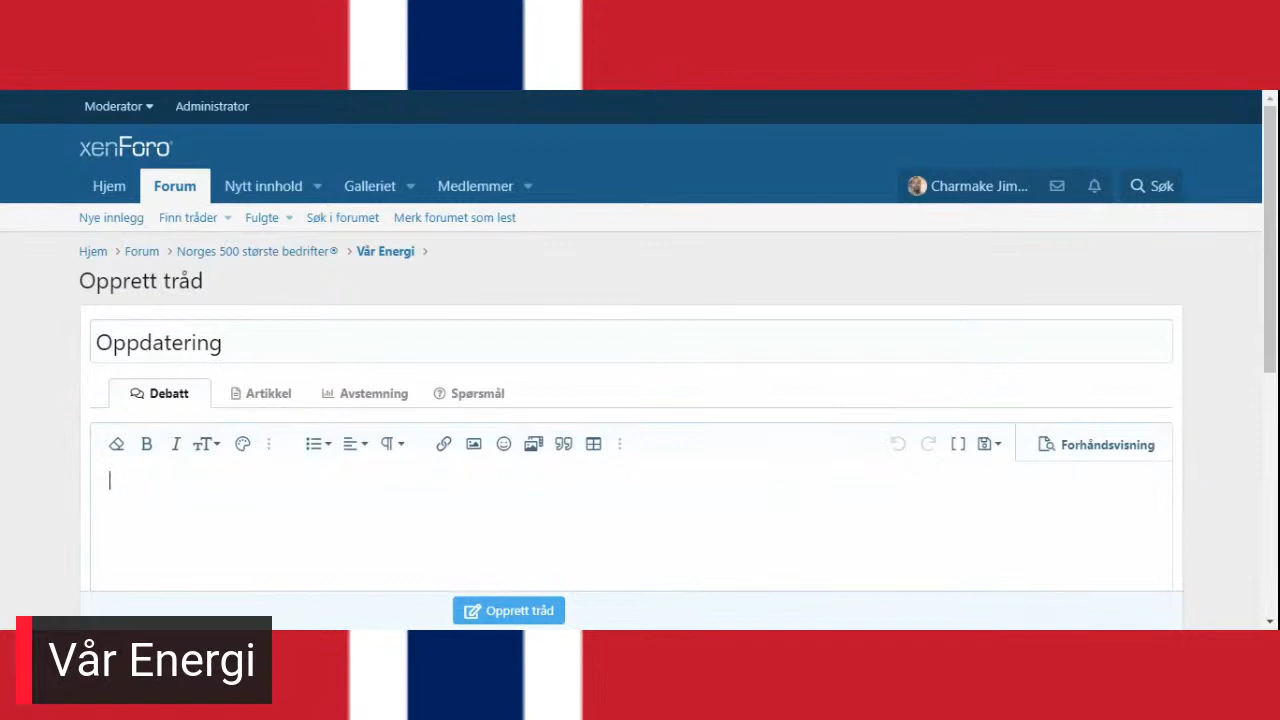 Moderator Administrator
xenForo
Hjem Forum Nytt innhold Galleriet Medlemmer Charmake Jim... Søk
Nye innlegg Finn tråder Fulgte Søk i forumet Merk forumet som lest
Hjem > Forum > Norges 500 største bedrifter® > Vår Energi >
Opprett tråd
Oppdatering
Debatt Artikkel Avstemning Spørsmål
Forhåndsvisning
Opprett tråd
Vår Energi